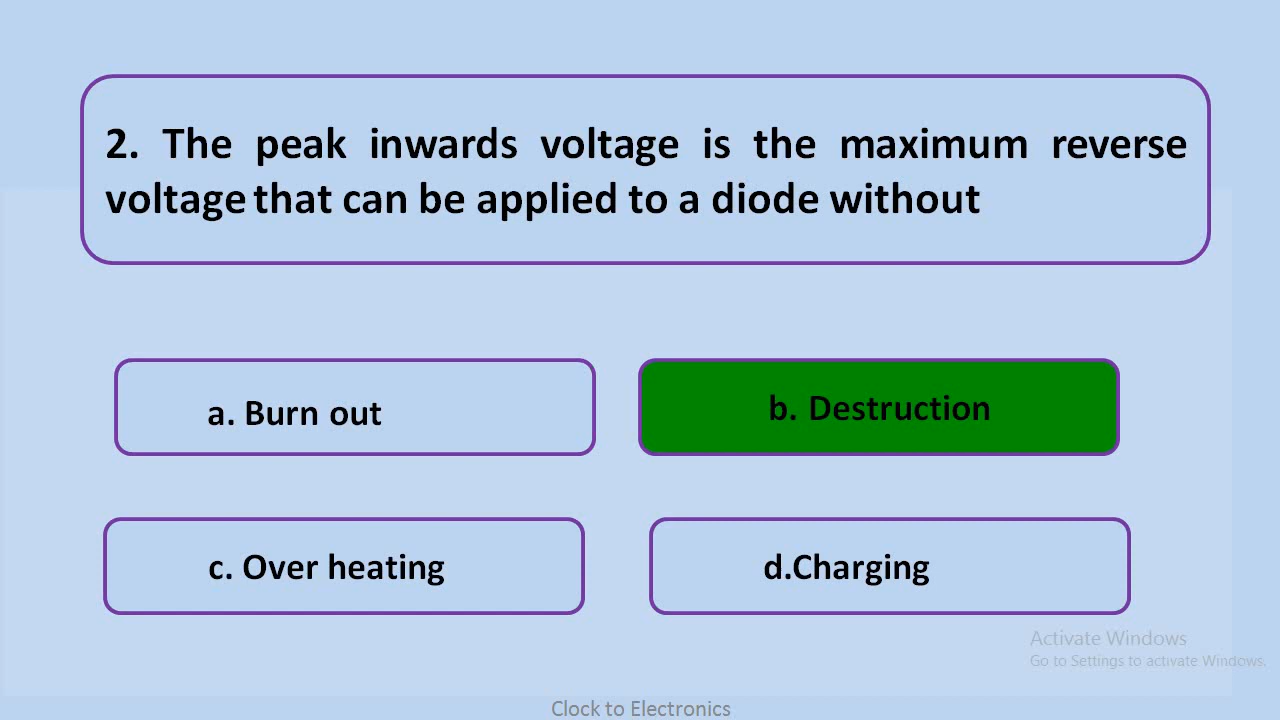 2. The peak inwards voltage is the maximum reverse
voltage that can be applied to a diode without
a. Burn out
b. Destruction
c. Over heating
d.Charging
Activate Windows
Go to Settings to activate Windows.
Clock to Electronics